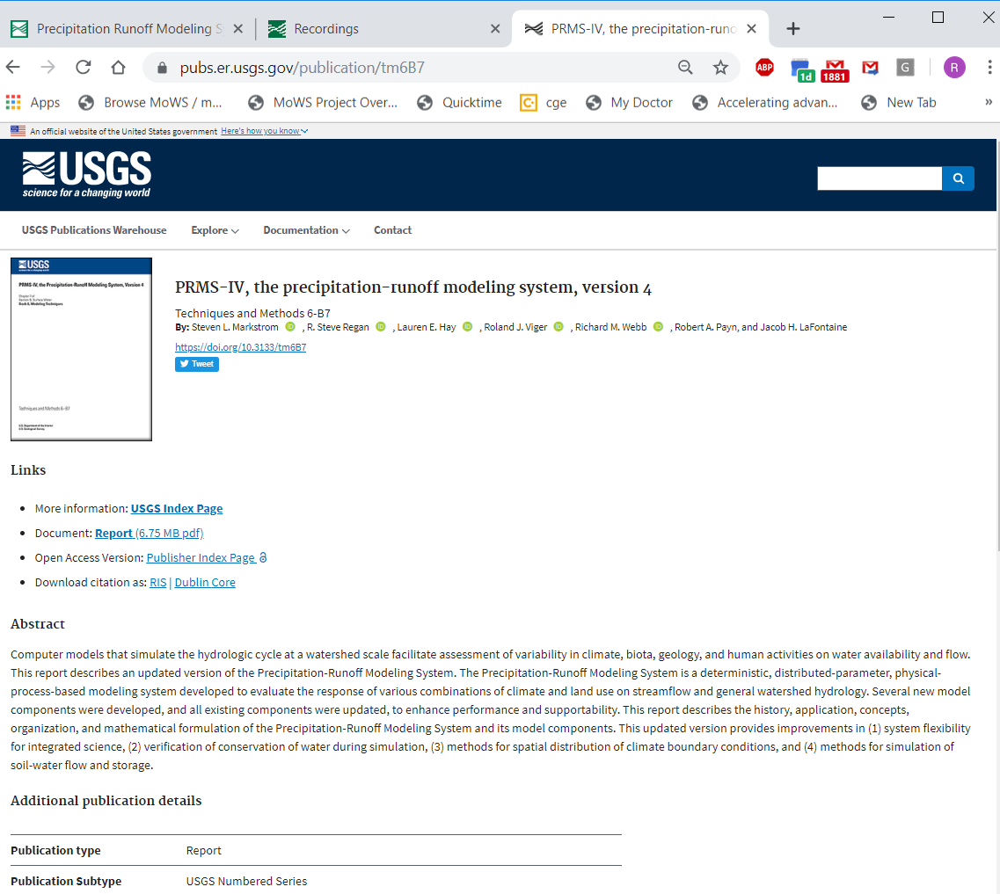 Precipitation Runoff Modeling S
Recordings
PRMS-IV, the precipitation-runo
pubs.er.usgs.gov/publication/tm6B7
ABP
1d
1881
G
R
Apps
Browse MoWS / m...
MoWS Project Over...
Quicktime
cge
My Doctor
Accelerating advan...
New Tab
»
An official website of the United States government Here's how you know
USGS
science for a changing world
USGS Publications Warehouse
Explore
Documentation
Contact
USGS
science for a changing world
PRMS-IV, the Precipitation-Runoff Modeling System, Version 4
Book 6, Modeling Techniques
Techniques and Methods 6–B7
U.S. Department of the Interior
U.S. Geological Survey
PRMS-IV, the precipitation-runoff modeling system, version 4
Techniques and Methods 6-B7
By: Steven L. Markstrom iD , R. Steve Regan iD , Lauren E. Hay iD , Roland J. Viger iD , Richard M. Webb iD , Robert A. Payn, and Jacob H. LaFontaine
https://doi.org/10.3133/tm6B7
Tweet
Links
• More information: USGS Index Page
• Document: Report (6.75 MB pdf)
• Open Access Version: Publisher Index Page
• Download citation as: RIS | Dublin Core
Abstract
Computer models that simulate the hydrologic cycle at a watershed scale facilitate assessment of variability in climate, biota, geology, and human activities on water availability and flow.
This report describes an updated version of the Precipitation-Runoff Modeling System. The Precipitation-Runoff Modeling System is a deterministic, distributed-parameter, physical-
process-based modeling system developed to evaluate the response of various combinations of climate and land use on streamflow and general watershed hydrology. Several new model
components were developed, and all existing components were updated, to enhance performance and supportability. This report describes the history, application, concepts,
organization, and mathematical formulation of the Precipitation-Runoff Modeling System and its model components. This updated version provides improvements in (1) system flexibility
for integrated science, (2) verification of conservation of water during simulation, (3) methods for spatial distribution of climate boundary conditions, and (4) methods for simulation of
soil-water flow and storage.
Additional publication details
Publication type Report
Publication Subtype USGS Numbered Series